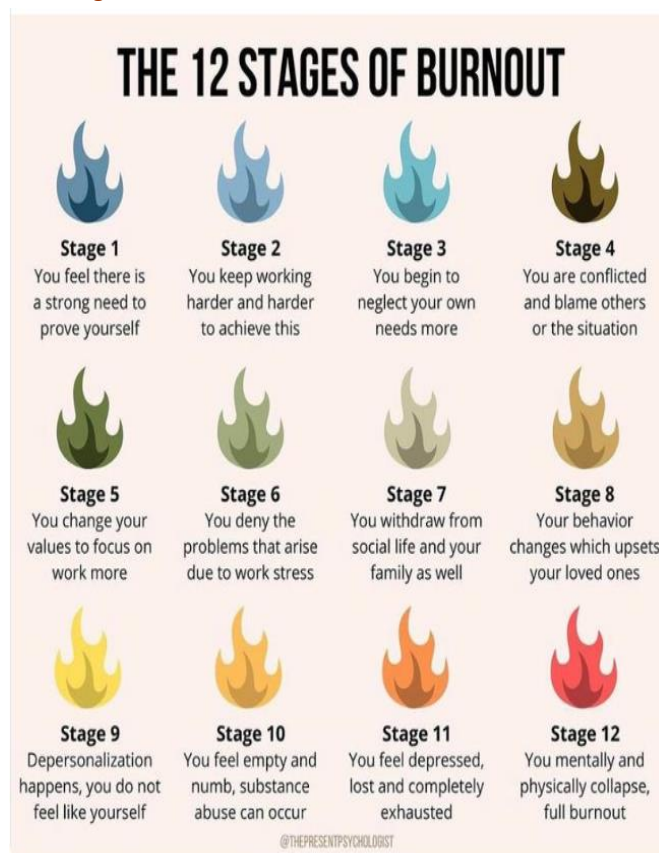 THE 12 STAGES OF BURNOUT
Stage 1
You feel there is
a strong need to
prove yourself
Stage 2
You keep working
harder and harder
to achieve this
Stage 3
You begin to
neglect your own
needs more
Stage 4
You are conflicted
and blame others
or the situation
Stage 5
You change your
values to focus on
work more
Stage 6
You deny the
problems that arise
due to work stress
Stage 7
You withdraw from
social life and your
family as well
Stage 8
Your behavior
changes which upsets
your loved ones
Stage 9
Depersonalization
happens, you do not
feel like yourself
Stage 10
You feel empty and
numb, substance
abuse can occur
Stage 11
You feel depressed,
lost and completely
exhausted
Stage 12
You mentally and
physically collapse,
full burnout
@THEPRESENTPSYCHOLOGIST